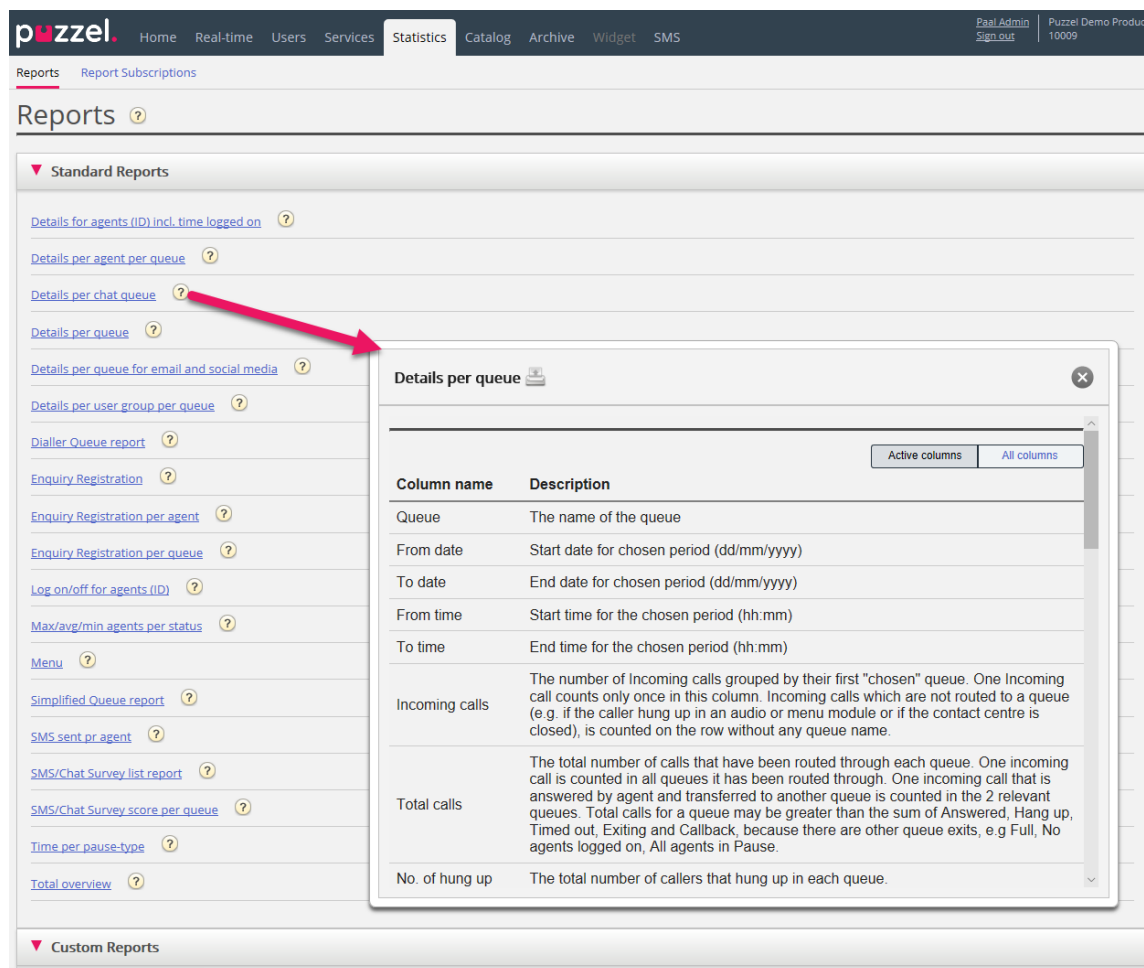 puzzel. Home Real-time Users Services Statistics Catalog Archive Widget SMS
Paal Admin Puzzel Demo Produc
Sign out 10009
Reports Report Subscriptions
Reports ?
Standard Reports
Details for agents (ID) incl. time logged on ?
Details per agent per queue ?
Details per chat queue ?
Details per queue ?
Details per queue for email and social media ?
Details per user group per queue ?
Dialler Queue report ?
Enquiry Registration ?
Enquiry Registration per agent ?
Enquiry Registration per queue ?
Log on/off for agents (ID) ?
Max/avg/min agents per status ?
Menu ?
Simplified Queue report ?
SMS sent pr agent ?
SMS/Chat Survey list report ?
SMS/Chat Survey score per queue ?
Time per pause-type ?
Total overview ?
Custom Reports
Details per queue
Active columns All columns
Column name Description
Queue The name of the queue
From date Start date for chosen period (dd/mm/yyyy)
To date End date for chosen period (dd/mm/yyyy)
From time Start time for the chosen period (hh:mm)
To time End time for the chosen period (hh:mm)
Incoming calls
The number of Incoming calls grouped by their first "chosen" queue. One Incoming
call counts only once in this column. Incoming calls which are not routed to a queue
(e.g. if the caller hung up in an audio or menu module or if the contact centre is
closed), is counted on the row without any queue name.
Total calls
The total number of calls that have been routed through each queue. One incoming
call is counted in all queues it has been routed through. One incoming call that is
answered by agent and transferred to another queue is counted in the 2 relevant
queues. Total calls for a queue may be greater than the sum of Answered, Hang up,
Timed out, Exiting and Callback, because there are other queue exits, e.g Full, No
agents logged on, All agents in Pause.
No. of hung up The total number of callers that hung up in each queue.